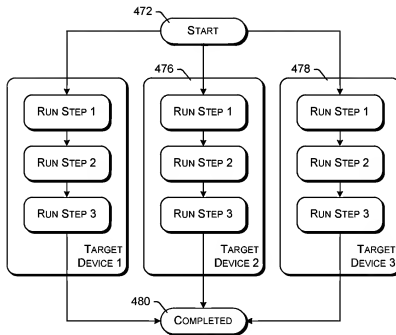 472
START
476
478
RUN STEP 1
RUN STEP 1
RUN STEP 1
RUN STEP 2
RUN STEP 2
RUN STEP 2
RUN STEP 3
RUN STEP 3
RUN STEP 3
TARGET
DEVICE 1
TARGET
DEVICE 2
TARGET
DEVICE 3
480
COMPLETED